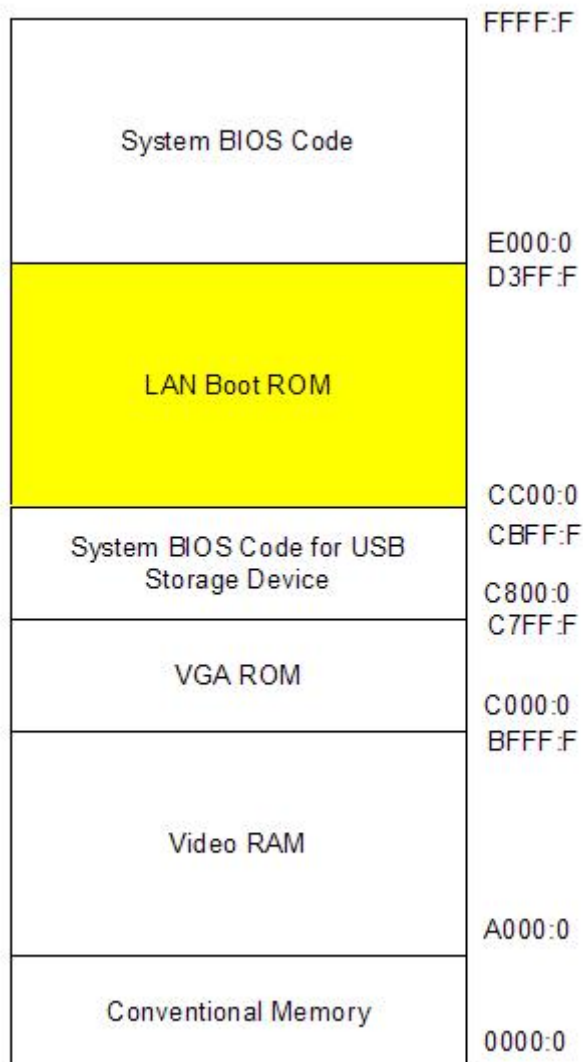 FFFF:F
System BIOS Code
E000:0
D3FF:F
LAN Boot ROM
CC00:0
CBFF:F
System BIOS Code for USB
Storage Device
C800:0
C7FF:F
VGA ROM
C000:0
BFFF:F
Video RAM
A000:0
Conventional Memory
0000:0